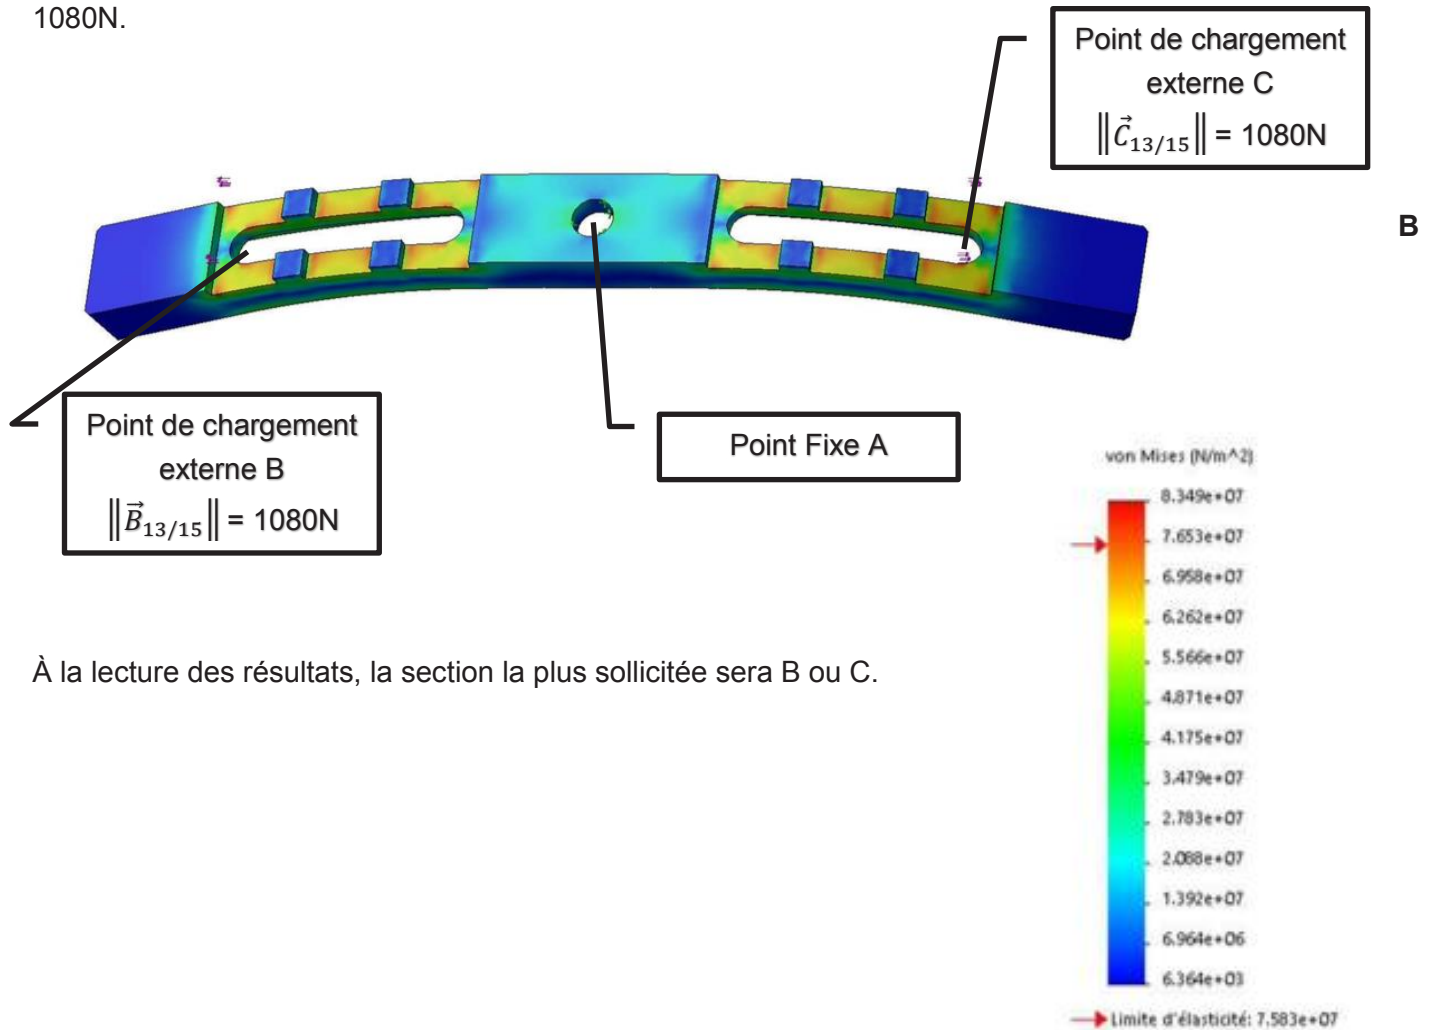 1080N.
Point de chargement
externe C
‖C⃗₁₃/₁₅‖ = 1080N
B
Point de chargement
externe B
‖B⃗₁₃/₁₅‖ = 1080N
Point Fixe A
von Mises (N/m^2)
8.349e+07
7.653e+07
6.958e+07
6.262e+07
5.566e+07
4.871e+07
4.175e+07
3.479e+07
2.783e+07
2.088e+07
1.392e+07
6.964e+06
6.364e+03
Limite d'élasticité: 7.583e+07
À la lecture des résultats, la section la plus sollicitée sera B ou C.